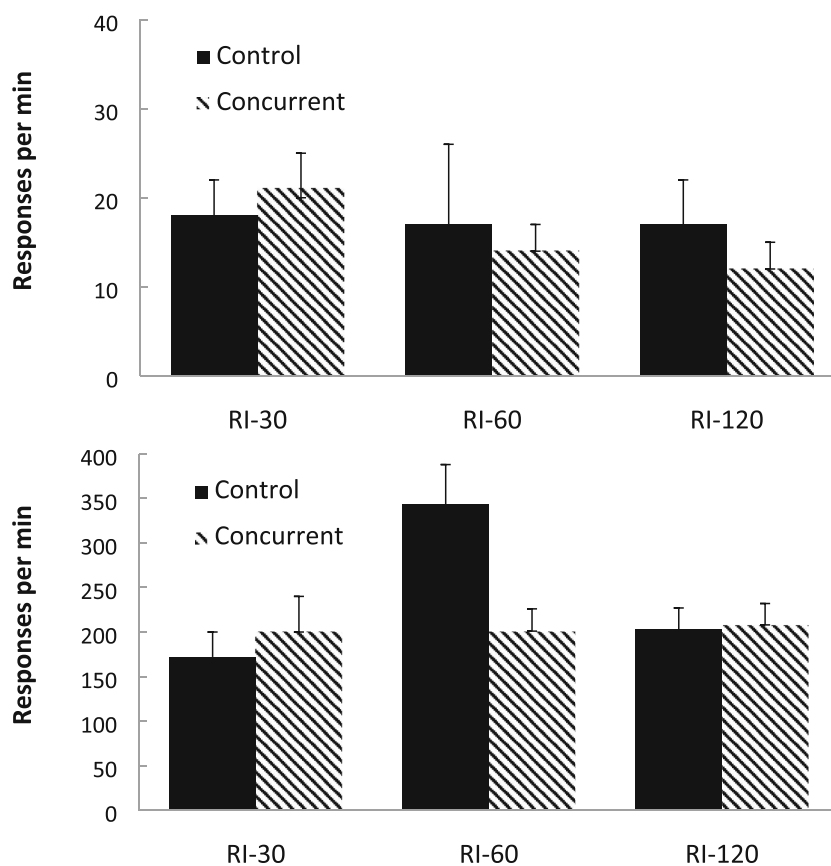 40
30
20
10
0
Responses per min
Control
Concurrent
RI-30 RI-60 RI-120
400
350
300
250
200
150
100
50
0
Responses per min
Control
Concurrent
RI-30 RI-60 RI-120